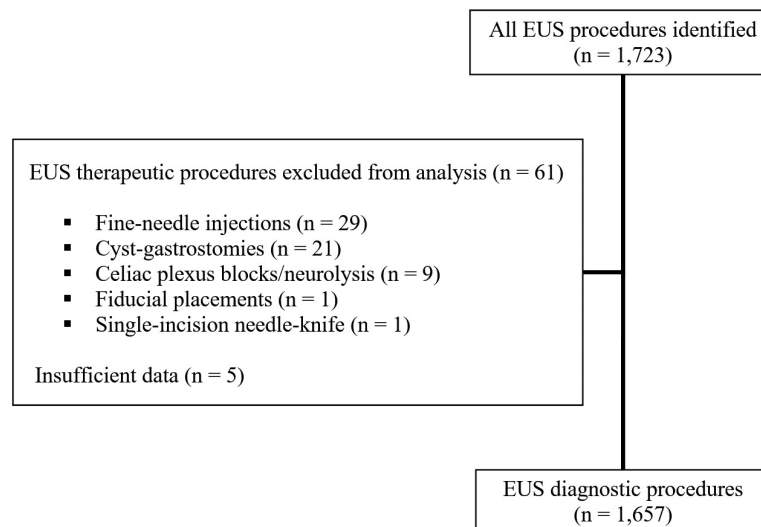 All EUS procedures identified
(n = 1,723)
EUS therapeutic procedures excluded from analysis (n = 61)
▪ Fine-needle injections (n = 29)
▪ Cyst-gastrostomies (n = 21)
▪ Celiac plexus blocks/neurolysis (n = 9)
▪ Fiducial placements (n = 1)
▪ Single-incision needle-knife (n = 1)
Insufficient data (n = 5)
EUS diagnostic procedures
(n = 1,657)